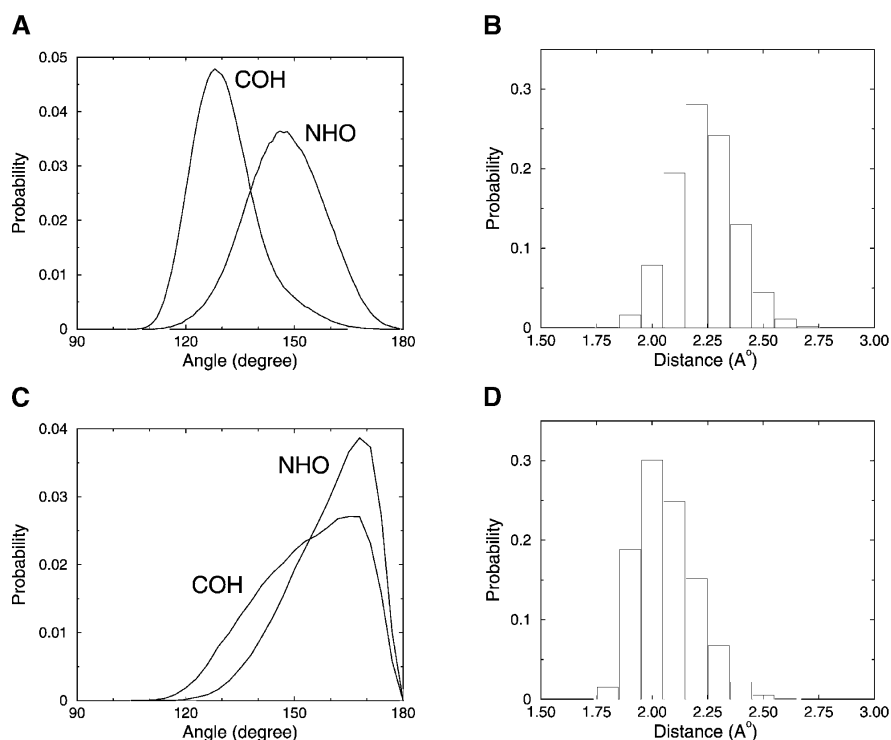 A
0.05
0.04
0.03
0.02
0.01
0
Probability
COH
NHO
90
120
150
180
Angle (degree)
B
0.3
0.2
0.1
0
Probability
1.50
1.75
2.00
2.25
2.50
2.75
3.00
Distance (A°)
C
0.04
0.03
0.02
0.01
0
Probability
NHO
COH
90
120
150
180
Angle (degree)
D
0.3
0.2
0.1
0
Probability
1.50
1.75
2.00
2.25
2.50
2.75
3.00
Distance (A°)